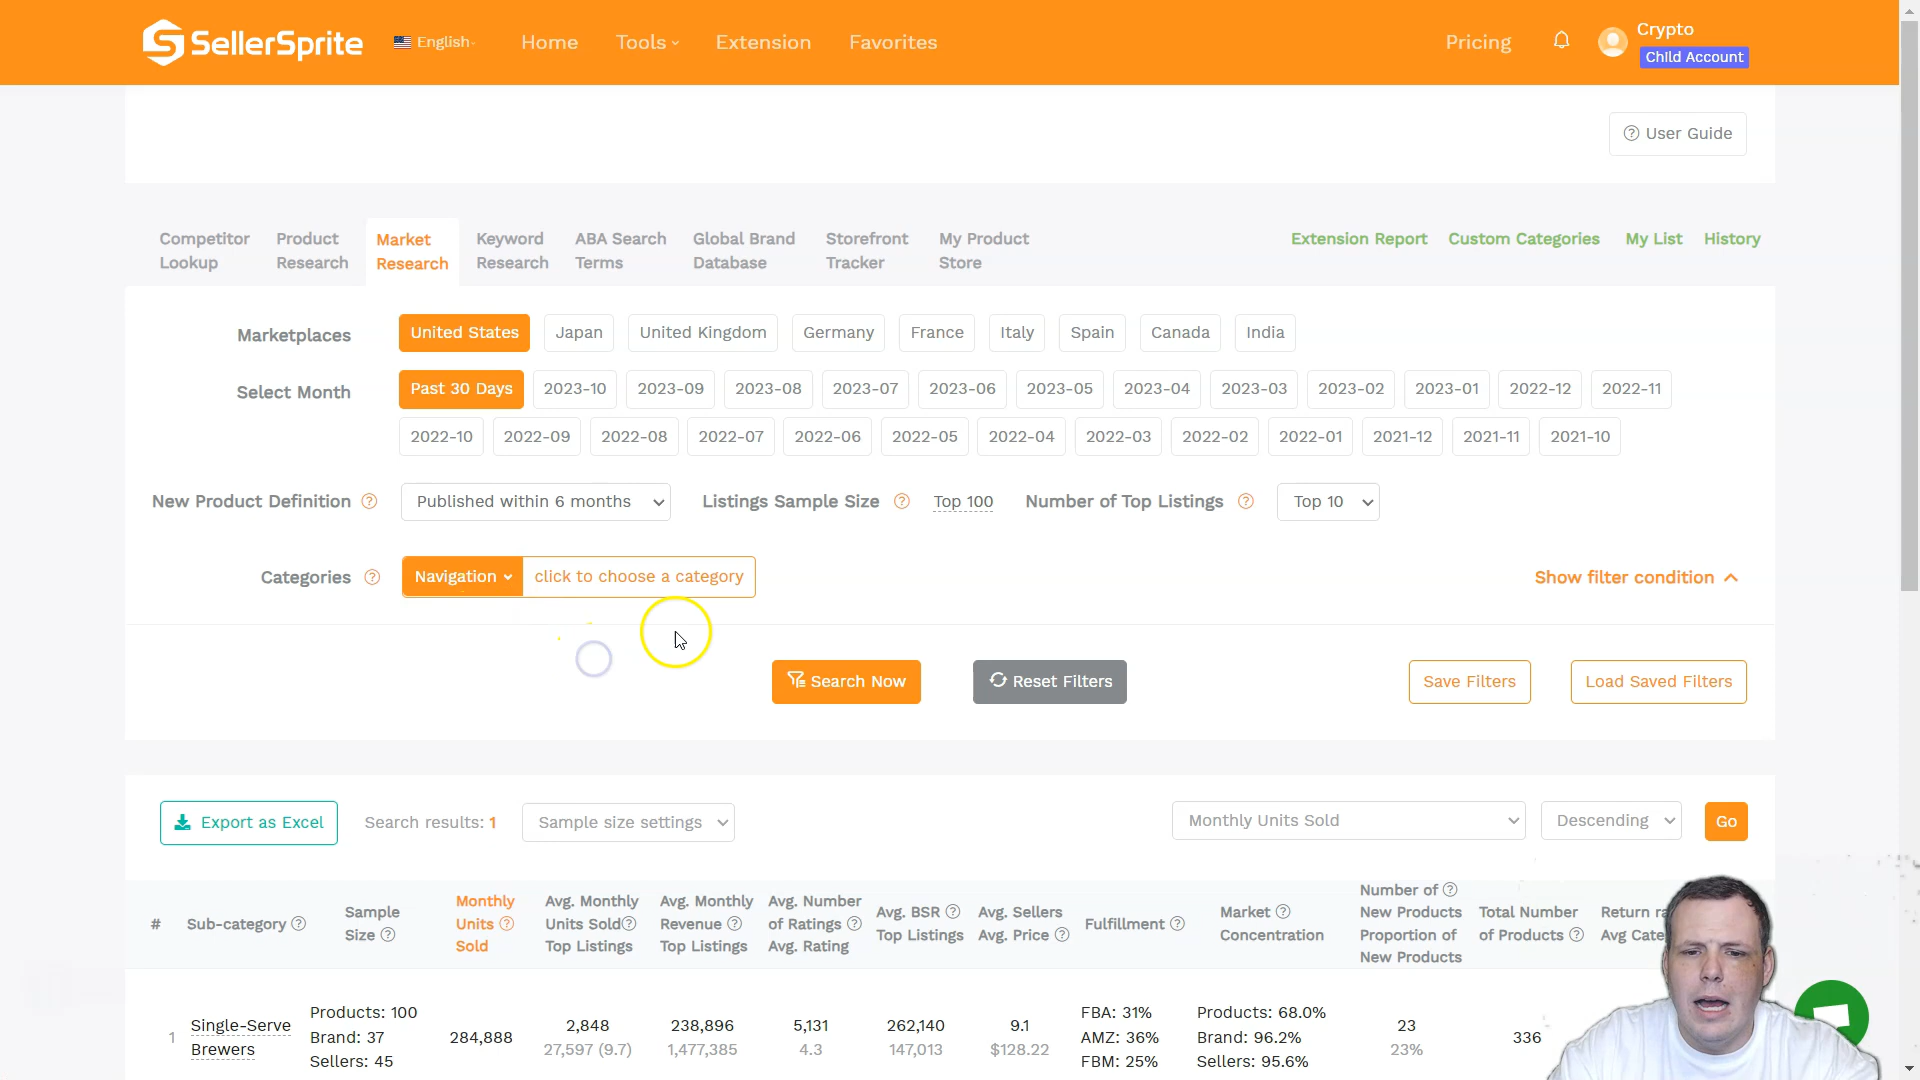 SellerSprite
English
Home
Tools
Extension
Favorites
Pricing
Crypto
Child Account
User Guide
Competitor Lookup
Product Research
Market Research
Keyword Research
ABA Search Terms
Global Brand Database
Storefront Tracker
My Product Store
Extension Report
Custom Categories
My List
History
Marketplaces
United States
Japan
United Kingdom
Germany
France
Italy
Spain
Canada
India
Select Month
Past 30 Days
2023-10
2023-09
2023-08
2023-07
2023-06
2023-05
2023-04
2023-03
2023-02
2023-01
2022-12
2022-11
2022-10
2022-09
2022-08
2022-07
2022-06
2022-05
2022-04
2022-03
2022-02
2022-01
2021-12
2021-11
2021-10
New Product Definition
Published within 6 months
Listings Sample Size
Top 100
Number of Top Listings
Top 10
Categories
Navigation
click to choose a category
Show filter condition
Search Now
Reset Filters
Save Filters
Load Saved Filters
Export as Excel
Search results: 1
Sample size settings
Monthly Units Sold
Descending
Go
#
Sub-category
Sample Size
Monthly Units Sold
Avg. Monthly Units Sold Top Listings
Avg. Monthly Revenue Top Listings
Avg. Number of Ratings Avg. Rating
Avg. BSR Top Listings
Avg. Sellers Avg. Price
Fulfillment
Market Concentration
Number of New Products Proportion of New Products
Total Number of Products
Return
Avg
1
Single-Serve Brewers
Products: 100
Brand: 37
Sellers: 45
284,888
2,848
27,597 (9.7)
238,896
1,477,385
5,131
4.3
262,140
147,013
9.1
$128.22
FBA: 31%
AMZ: 36%
FBM: 25%
Products: 68.0%
Brand: 96.2%
Sellers: 95.6%
23
23%
336